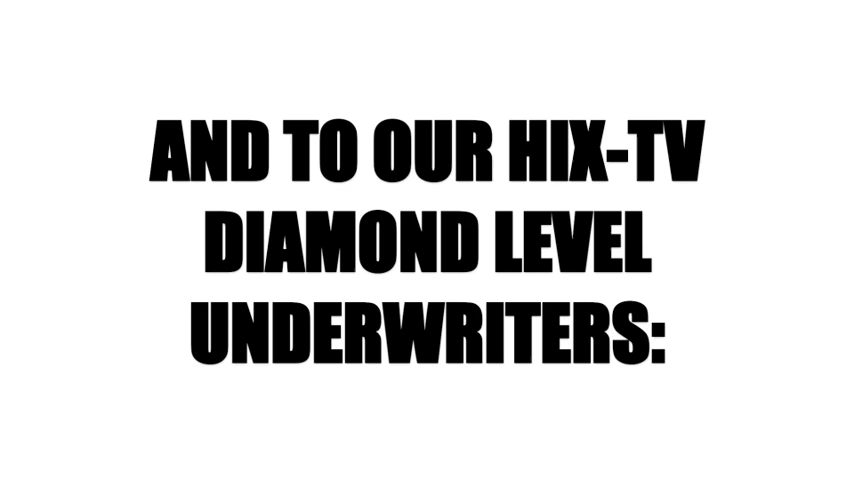 AND TO OUR HIX-TV
DIAMOND LEVEL
UNDERWRITERS: